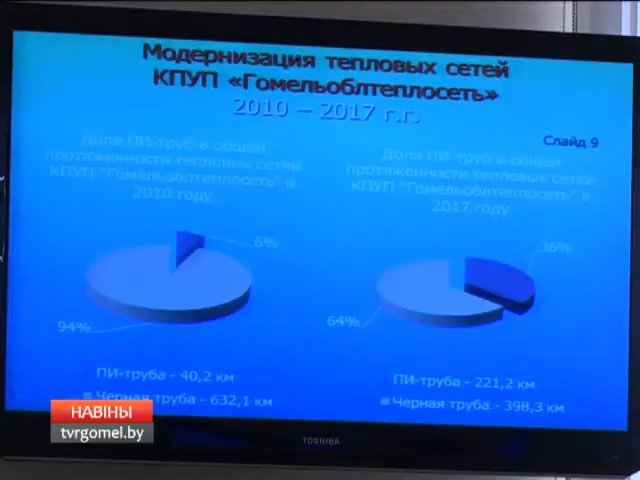 Модернизация тепловых сетей
КПУП «Гомельоблтеплосеть»
2010 – 2017 г.г.
Слайд 9
Доля ПИ-труб в общей
протяженности тепловых сетей
КПУП "Гомельоблтеплосеть" в
2010 году
6%
94%
ПИ-труба - 40,2 км
Черная труба - 632,1 км
Доля ПИ-труб в общей
протяженности тепловых сетей
КПУП "Гомельоблтеплосеть" в
2017 году
36%
64%
ПИ-труба - 221,2 км
Черная труба - 398,3 км
НАВІНЫ
tvrgomel.by
TOSHIBA